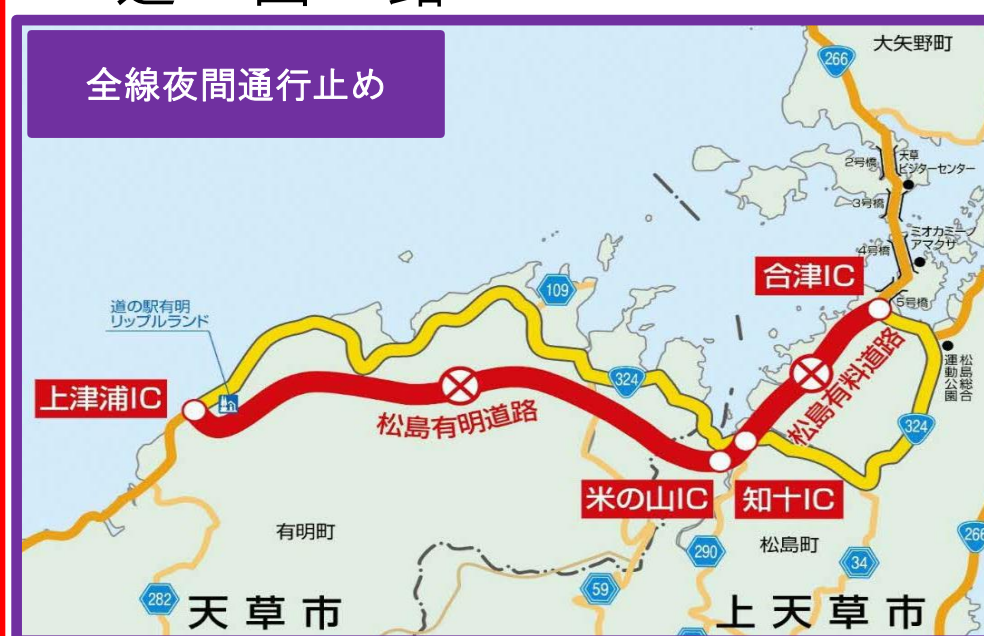 全線夜間通行止め
大矢野町
266
2号橋
天草
ビジターセンター
3号橋
ミオカミーノ
アマクサ
4号橋
合津IC
5号橋
109
道の駅有明
リップルランド
松島総合
運動公園
324
松島有料道路
上津浦IC
松島有明道路
324
米の山IC
知十IC
有明町
松島町
266
290
34
282
59
天草市
上天草市